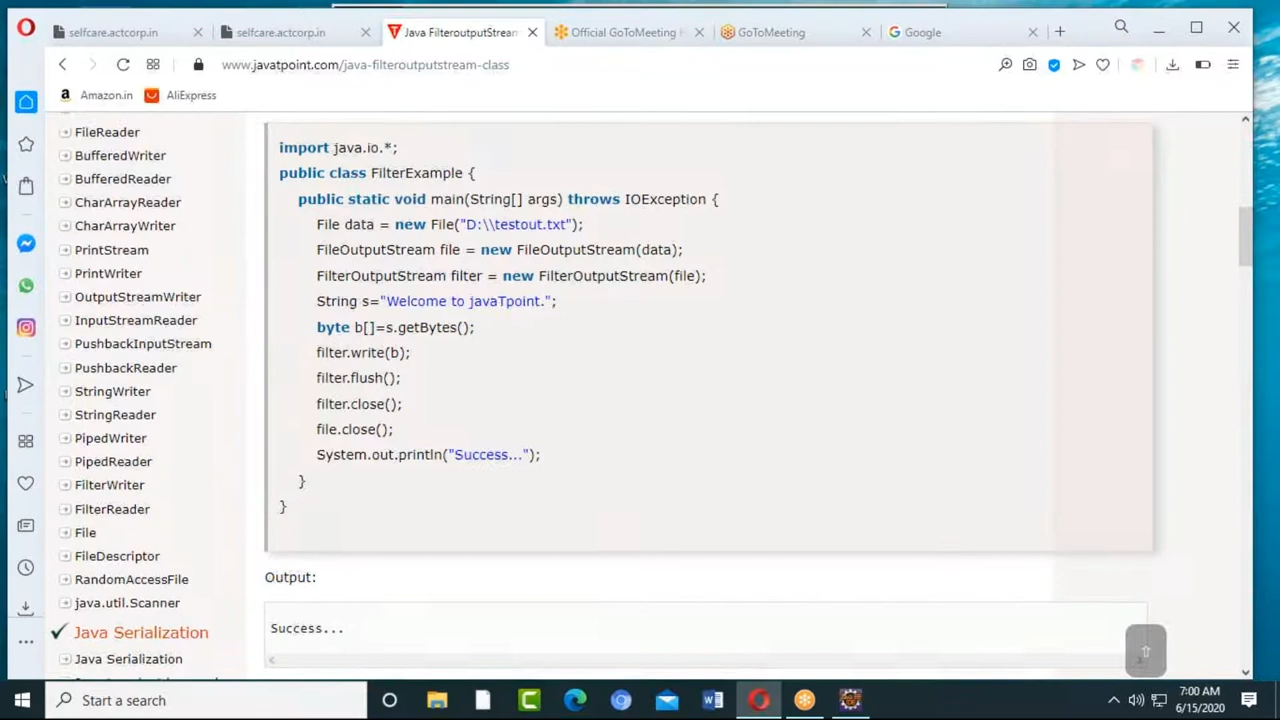 selfcare.actcorp.in
selfcare.actcorp.in
Java FilteroutputStream
Official GoToMeeting
GoToMeeting
Google
www.javatpoint.com/java-filteroutputstream-class
Amazon.in
AliExpress
FileReader
BufferedWriter
BufferedReader
CharArrayReader
CharArrayWriter
PrintStream
PrintWriter
OutputStreamWriter
InputStreamReader
PushbackInputStream
PushbackReader
StringWriter
StringReader
PipedWriter
PipedReader
FilterWriter
FilterReader
File
FileDescriptor
RandomAccessFile
java.util.Scanner
Java Serialization
Java Serialization
import java.io.*;
public class FilterExample {
public static void main(String[] args) throws IOException {
File data = new File("D:\\testout.txt");
FileOutputStream file = new FileOutputStream(data);
FilterOutputStream filter = new FilterOutputStream(file);
String s="Welcome to javaTpoint.";
byte b[]=s.getBytes();
filter.write(b);
filter.flush();
filter.close();
file.close();
System.out.println("Success...");
}
}
Output:
Success...
Start a search
7:00 AM
6/15/2020